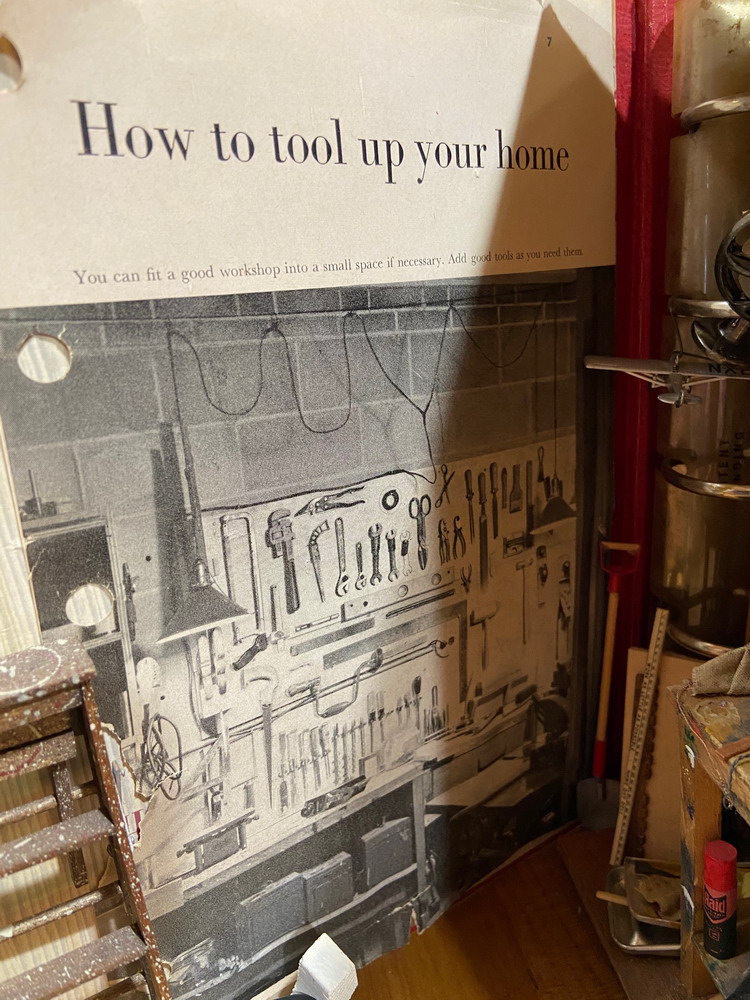 7
How to tool up your home
You can fit a good workshop into a small space if necessary. Add good tools as you need them.
Raid